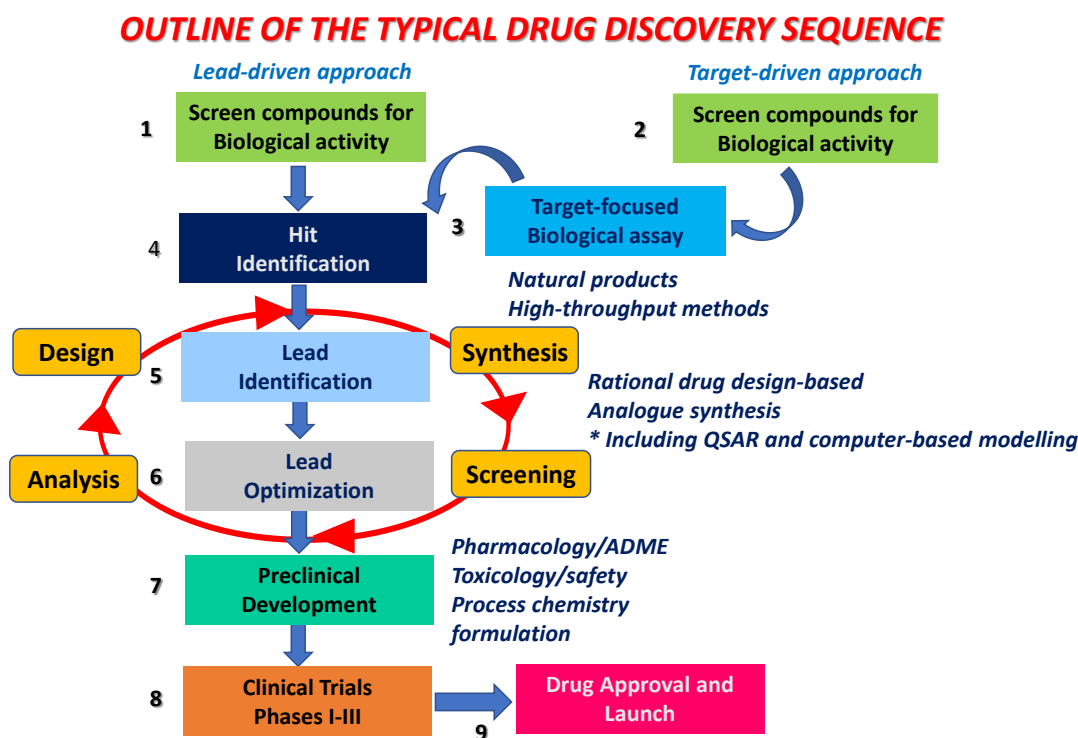 OUTLINE OF THE TYPICAL DRUG DISCOVERY SEQUENCE
Lead-driven approach
Target-driven approach
1
Screen compounds for
Biological activity
2
Screen compounds for
Biological activity
3
Target-focused
Biological assay
4
Hit
Identification
Natural products
High-throughput methods
Design
Synthesis
5
Lead
Identification
Rational drug design-based
Analogue synthesis
* Including QSAR and computer-based modelling
Analysis
6
Lead
Optimization
Screening
7
Preclinical
Development
Pharmacology/ADME
Toxicology/safety
Process chemistry
formulation
8
Clinical Trials
Phases I-III
9
Drug Approval and
Launch